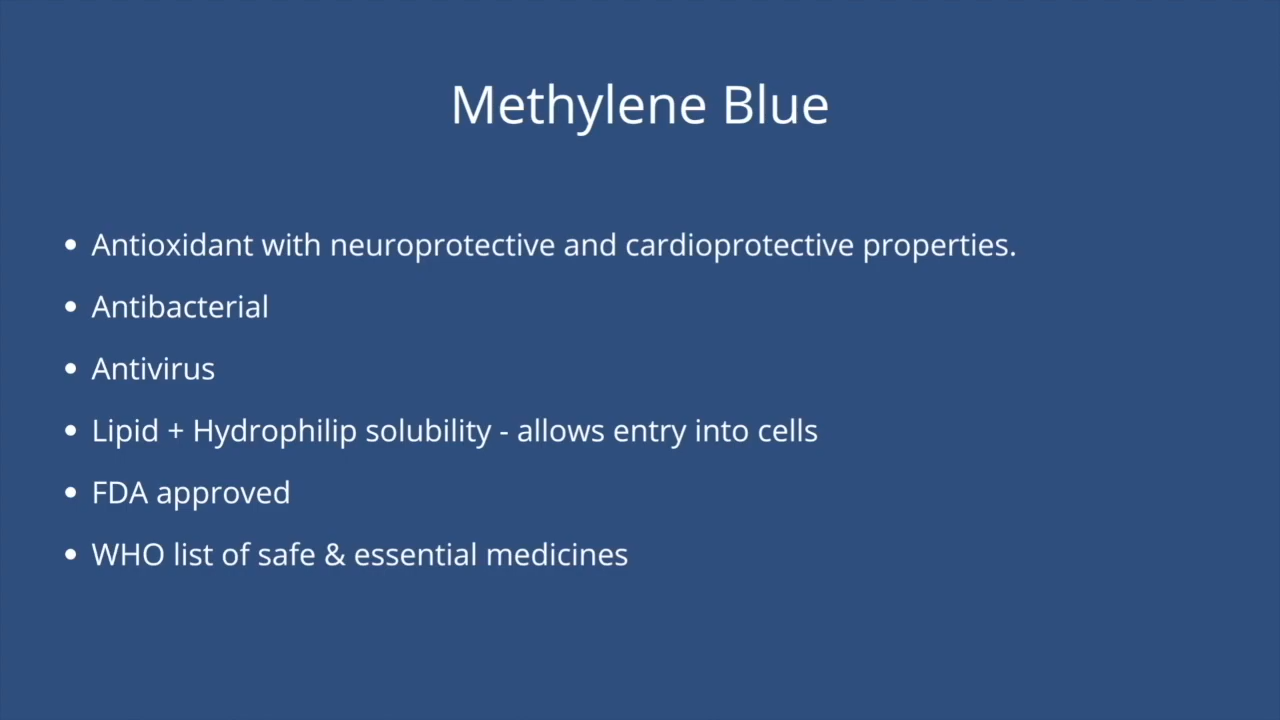 Methylene Blue
• Antioxidant with neuroprotective and cardioprotective properties.
• Antibacterial
• Antivirus
• Lipid + Hydrophilip solubility - allows entry into cells
• FDA approved
• WHO list of safe & essential medicines